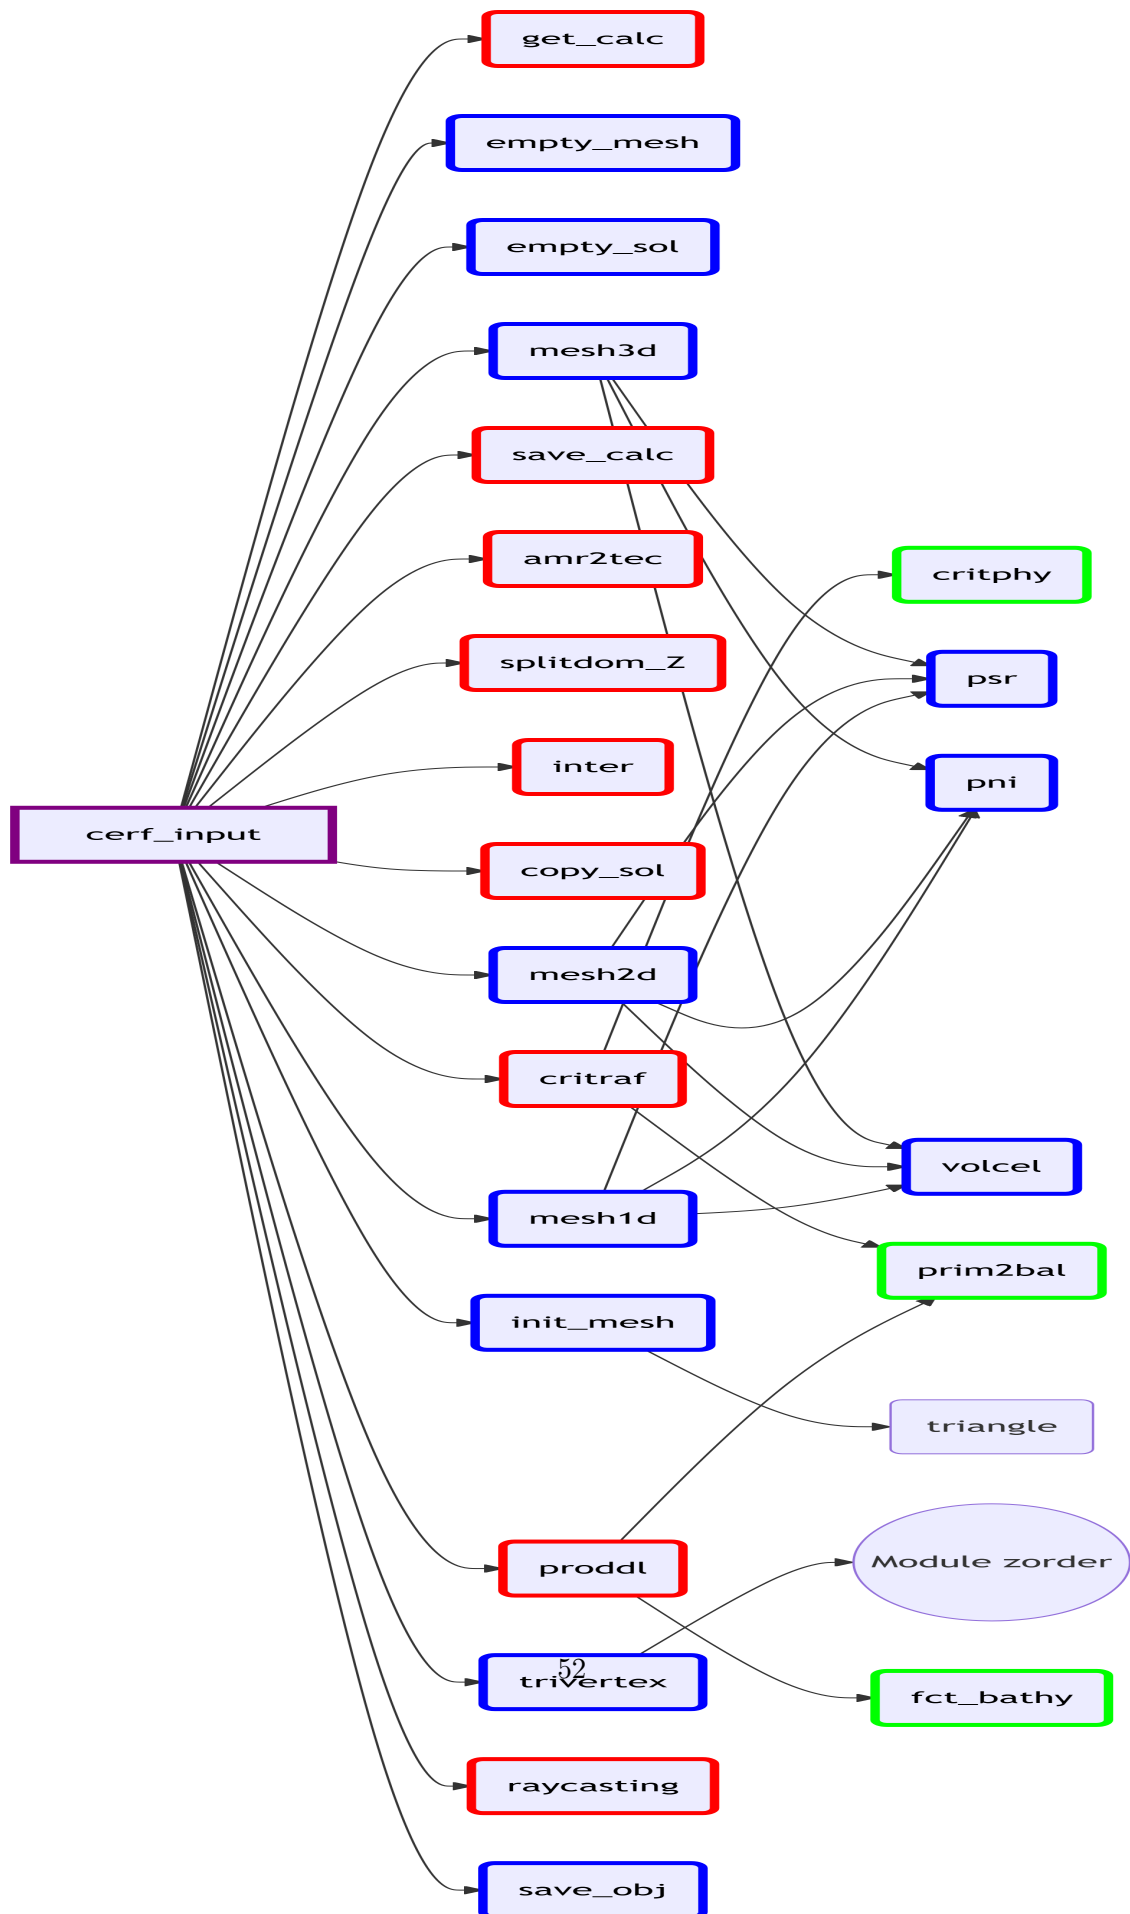 get_calc
empty_mesh
empty_sol
mesh3d
save_calc
amr2tec
splitdom_Z
inter
cerf_input
copy_sol
mesh2d
critraf
mesh1d
init_mesh
proddl
52
trivertex
raycasting
save_obj
critphy
psr
pni
volcel
prim2bal
triangle
Module zorder
fct_bathy